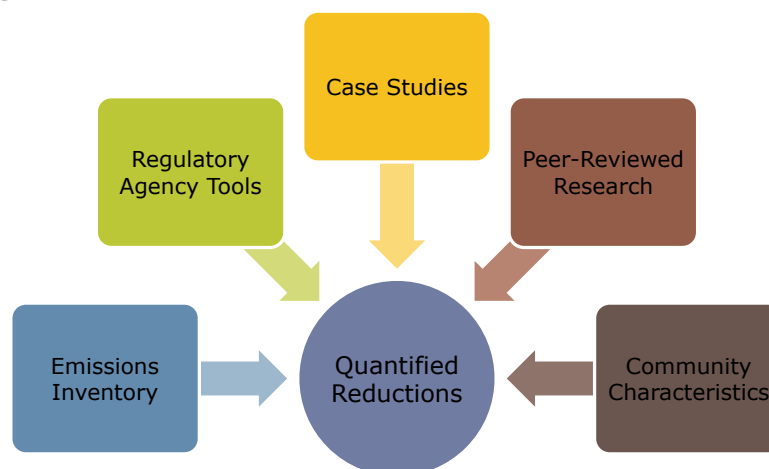 Case Studies
Regulatory
Agency Tools
Peer-Reviewed
Research
Emissions
Inventory
Quantified
Reductions
Community
Characteristics